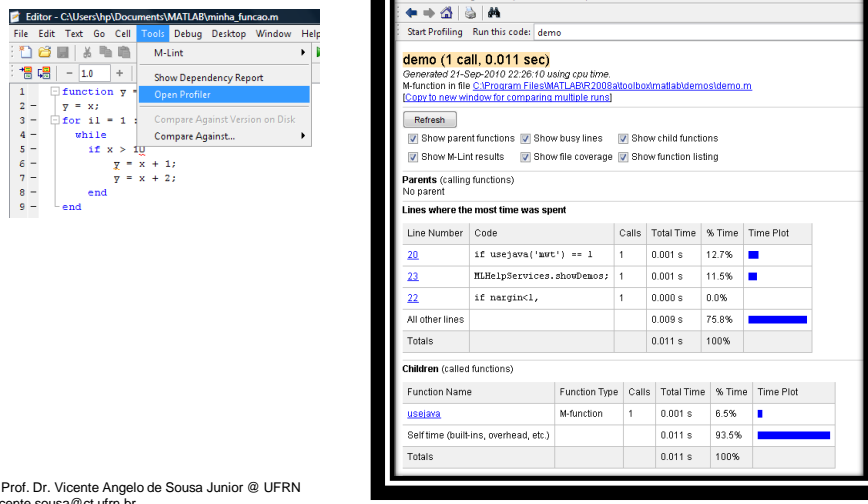 Editor - C:\Users\hp\Documents\MATLAB\minha_funcao.m
File Edit Text Go Cell Tools Debug Desktop Window Help
M-Lint
Show Dependency Report
Open Profiler
Compare Against Version on Disk
Compare Against...
- 1.0 +
1 function y =
2 - y = x;
3 - for il = 1 :
4 - while
5 - if x > 10
6 - y = x + 1;
7 - y = x + 2;
8 - end
9 - end
Prof. Dr. Vicente Angelo de Sousa Junior @ UFRN
vicente.sousa@ct.ufrn.br
Start Profiling Run this code: demo
demo (1 call, 0.011 sec)
Generated 21-Sep-2010 22:26:10 using cpu time.
M-function in file C:\Program Files\MATLAB\R2008a\toolbox\matlab\demos\demo.m
[Copy to new window for comparing multiple runs]
Refresh
Show parent functions Show busy lines Show child functions
Show M-Lint results Show file coverage Show function listing
Parents (calling functions)
No parent
Lines where the most time was spent
Line Number Code Calls Total Time % Time Time Plot
20 if usejava('mwt') == 1 1 0.001 s 12.7%
23 MLHelpServices.showDemos; 1 0.001 s 11.5%
22 if nargin<1, 1 0.000 s 0.0%
All other lines 0.009 s 75.8%
Totals 0.011 s 100%
Children (called functions)
Function Name Function Type Calls Total Time % Time Time Plot
usejava M-function 1 0.001 s 6.5%
Self time (built-ins, overhead, etc.) 0.011 s 93.5%
Totals 0.011 s 100%